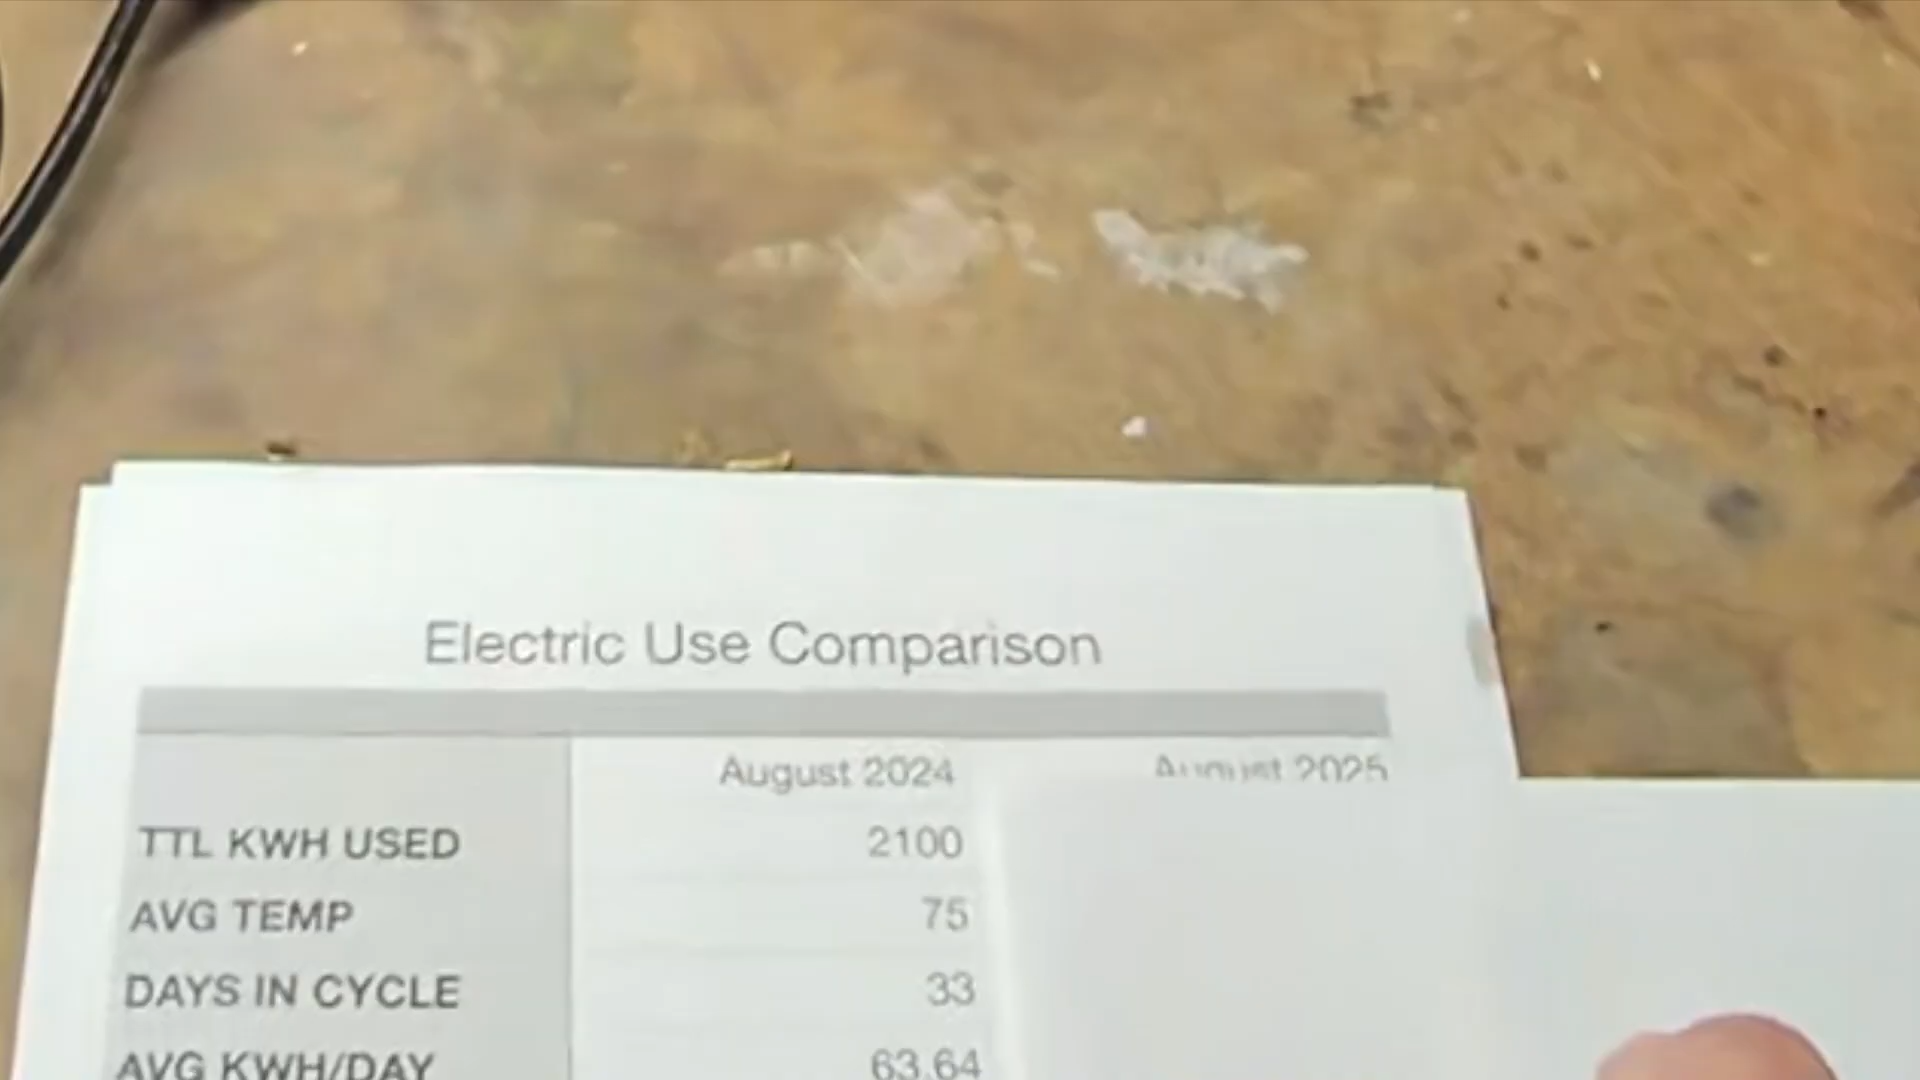 Electric Use Comparison
August 2024 August 2025
TTL KWH USED 2100
AVG TEMP 75
DAYS IN CYCLE 33
AVG KWH/DAY 63.64